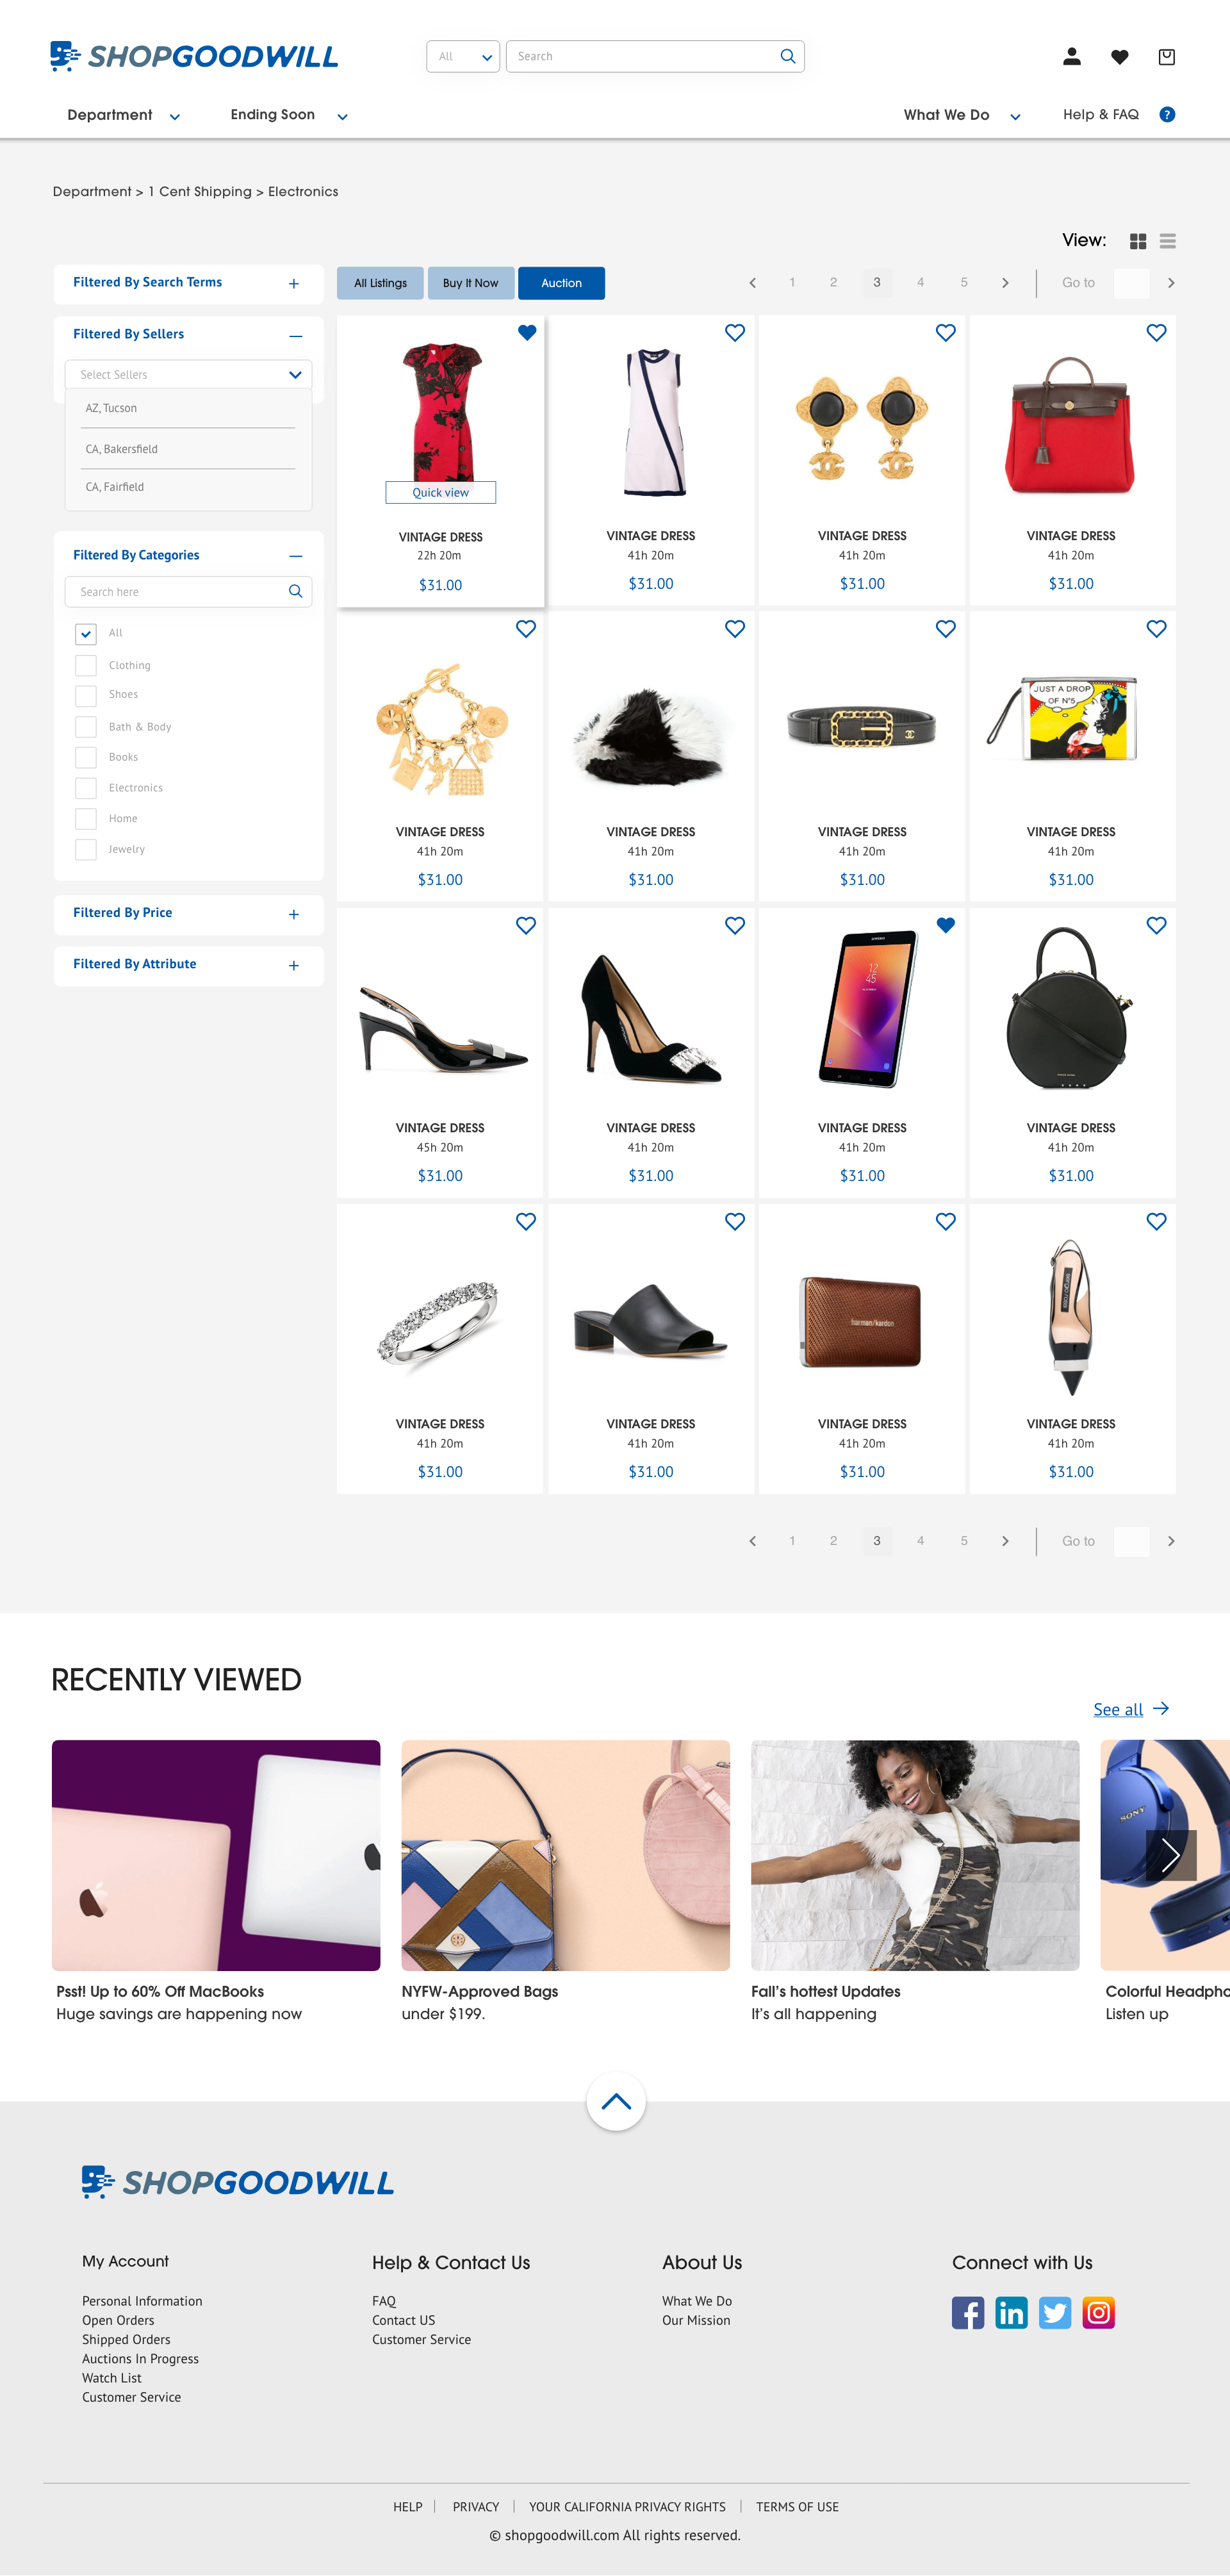 SHOPGOODWILL
All
Search
Department
Ending Soon
What We Do
Help & FAQ
?
Department > 1 Cent Shipping > Electronics
View:
Filtered By Search Terms
All Listings
Buy It Now
Auction
1 2 3 4 5
Go to
Filtered By Sellers
Select Sellers
AZ, Tucson
CA, Bakersfield
CA, Fairfield
Filtered By Categories
Search here
All
Clothing
Shoes
Bath & Body
Books
Electronics
Home
Jewelry
Filtered By Price
Filtered By Attribute
Quick view
VINTAGE DRESS
22h 20m
$31.00
VINTAGE DRESS
41h 20m
$31.00
VINTAGE DRESS
41h 20m
$31.00
VINTAGE DRESS
41h 20m
$31.00
VINTAGE DRESS
41h 20m
$31.00
VINTAGE DRESS
41h 20m
$31.00
VINTAGE DRESS
41h 20m
$31.00
JUST A DROP
OF Nº5
VINTAGE DRESS
41h 20m
$31.00
VINTAGE DRESS
45h 20m
$31.00
VINTAGE DRESS
41h 20m
$31.00
SAMSUNG
12
45
VINTAGE DRESS
41h 20m
$31.00
VINTAGE DRESS
41h 20m
$31.00
VINTAGE DRESS
41h 20m
$31.00
VINTAGE DRESS
41h 20m
$31.00
harman/kardon
VINTAGE DRESS
41h 20m
$31.00
sergio rossi
VINTAGE DRESS
41h 20m
$31.00
1 2 3 4 5
Go to
RECENTLY VIEWED
See all
Psst! Up to 60% Off MacBooks
Huge savings are happening now
NYFW-Approved Bags
under $199.
Fall's hottest Updates
It's all happening
SONY
Colorful Headpho
Listen up
SHOPGOODWILL
My Account
Personal Information
Open Orders
Shipped Orders
Auctions In Progress
Watch List
Customer Service
Help & Contact Us
FAQ
Contact US
Customer Service
About Us
What We Do
Our Mission
Connect with Us
HELP | PRIVACY | YOUR CALIFORNIA PRIVACY RIGHTS | TERMS OF USE
© shopgoodwill.com All rights reserved.